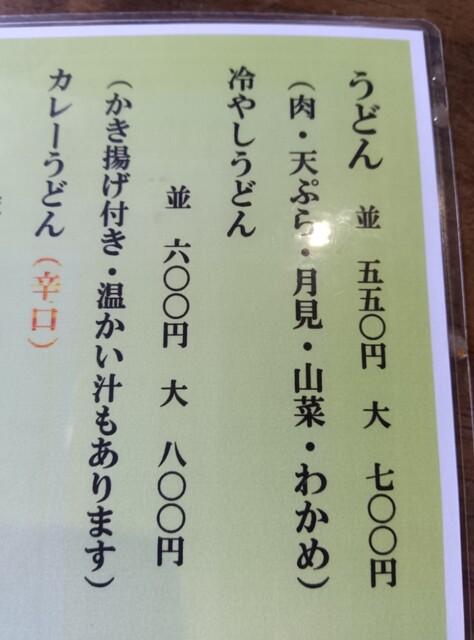 うどん 並 五五〇円 大 七〇〇円
(肉・天ぷら・月見・山菜・わかめ)
冷やしうどん
並 六〇〇円 大 八〇〇円
(かき揚げ付き・温かい汁もあります)
カレーうどん(辛口)